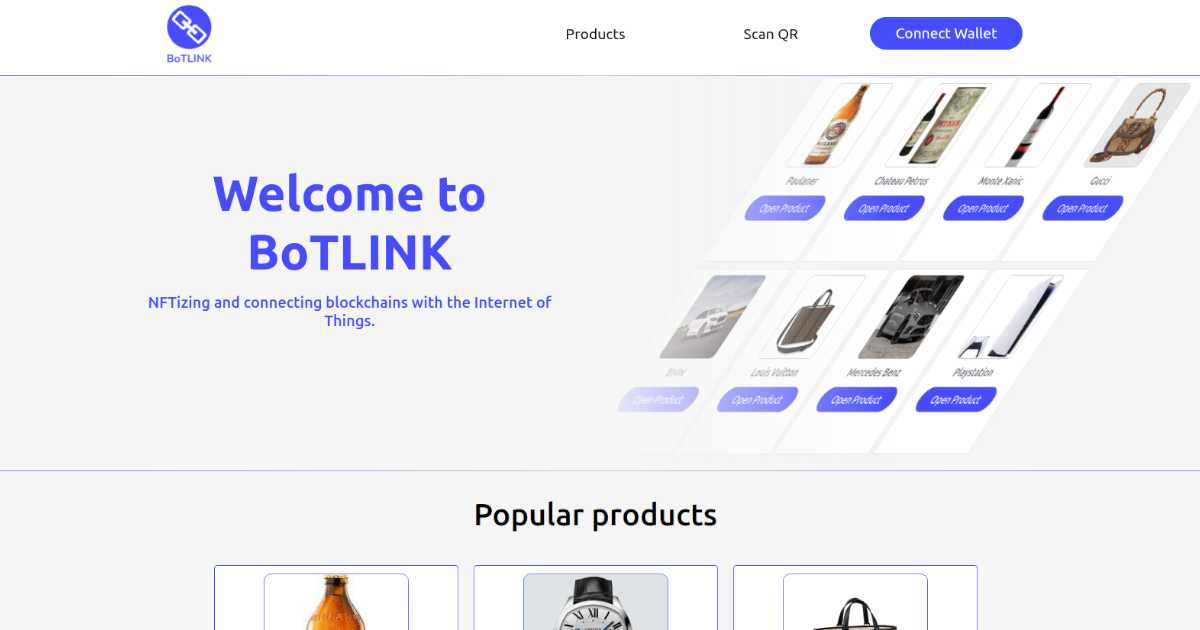 BoTLINK
Products
Scan QR
Connect Wallet
Welcome to
BoTLINK
NFTizing and connecting blockchains with the Internet of
Things.
Paulaner
Chateau Petrus
Monte Xanic
Gucci
Open Product
Open Product
Open Product
Open Product
BMW
Louis Vuitton
Mercedes Benz
Playstation
Open Product
Open Product
Open Product
Open Product
Popular products